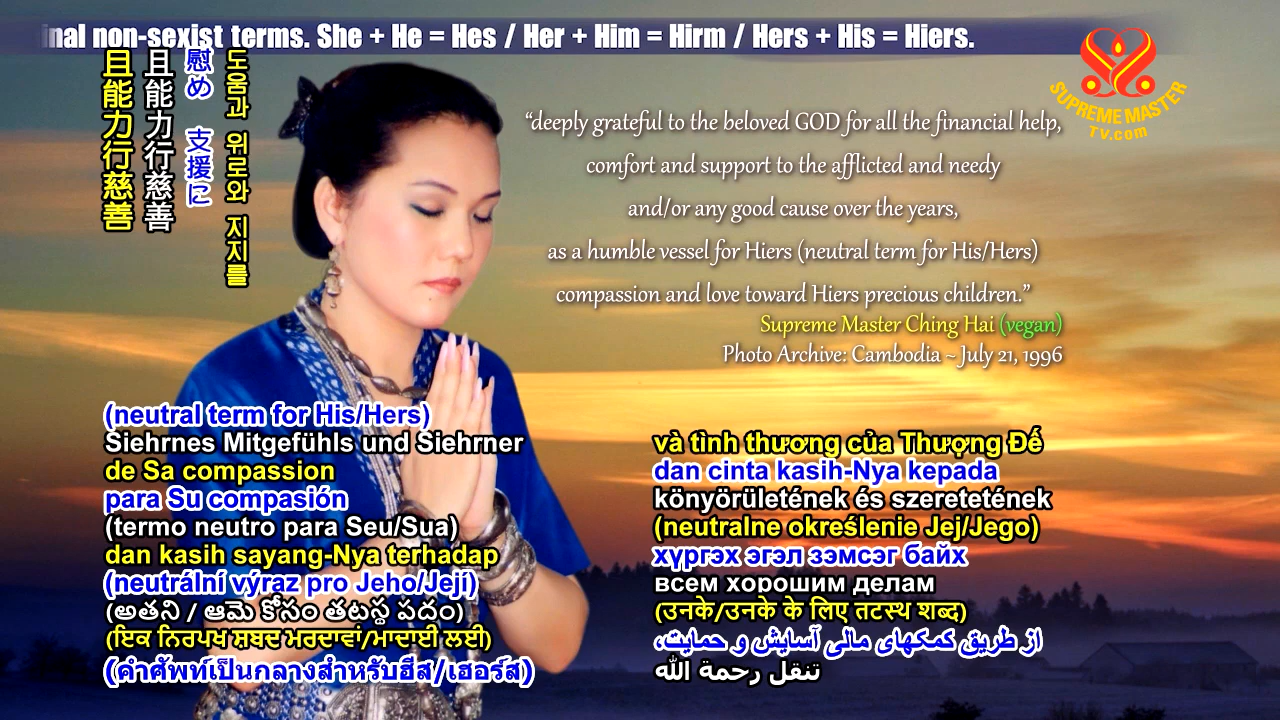 inal non-sexist terms. She + He = Hes / Her + Him = Hirm / Hers + His = Hiers.
SUPREME MASTER
TV.com
且能力行慈善
且能力行慈善
慰め 支援に
도움과 위로와 지지를
“deeply grateful to the beloved GOD for all the financial help,
comfort and support to the afflicted and needy
and/or any good cause over the years,
as a humble vessel for Hiers (neutral term for His/Hers)
compassion and love toward Hiers precious children.”
Supreme Master Ching Hai (vegan)
Photo Archive: Cambodia ~ July 21, 1996
(neutral term for His/Hers)
Siehrnes Mitgefühls und Siehrner
de Sa compassion
para Su compasión
(termo neutro para Seu/Sua)
dan kasih sayang-Nya terhadap
(neutrální výraz pro Jeho/Její)
(అతని / ఆమె కోసం తటస్థ పదం)
(ਇਕ ਨਿਰਪਖ ਸ਼ਬਦ ਮਰਦਾਵਾਂ/ਮਾਦਾਈ ਲਈ)
(คำศัพท์เป็นกลางสำหรับฮีส/เฮอร์ส)
và tình thương của Thượng Đế
dan cinta kasih-Nya kepada
könyörületének és szeretetének
(neutralne określenie Jej/Jego)
хүргэх эгэл зэмсэг байх
всем хорошим делам
(उनके/उनके के लिए तटस्थ शब्द)
از طریق کمکهای مالی آسایش و حمایت،
تنقل رحمة الله